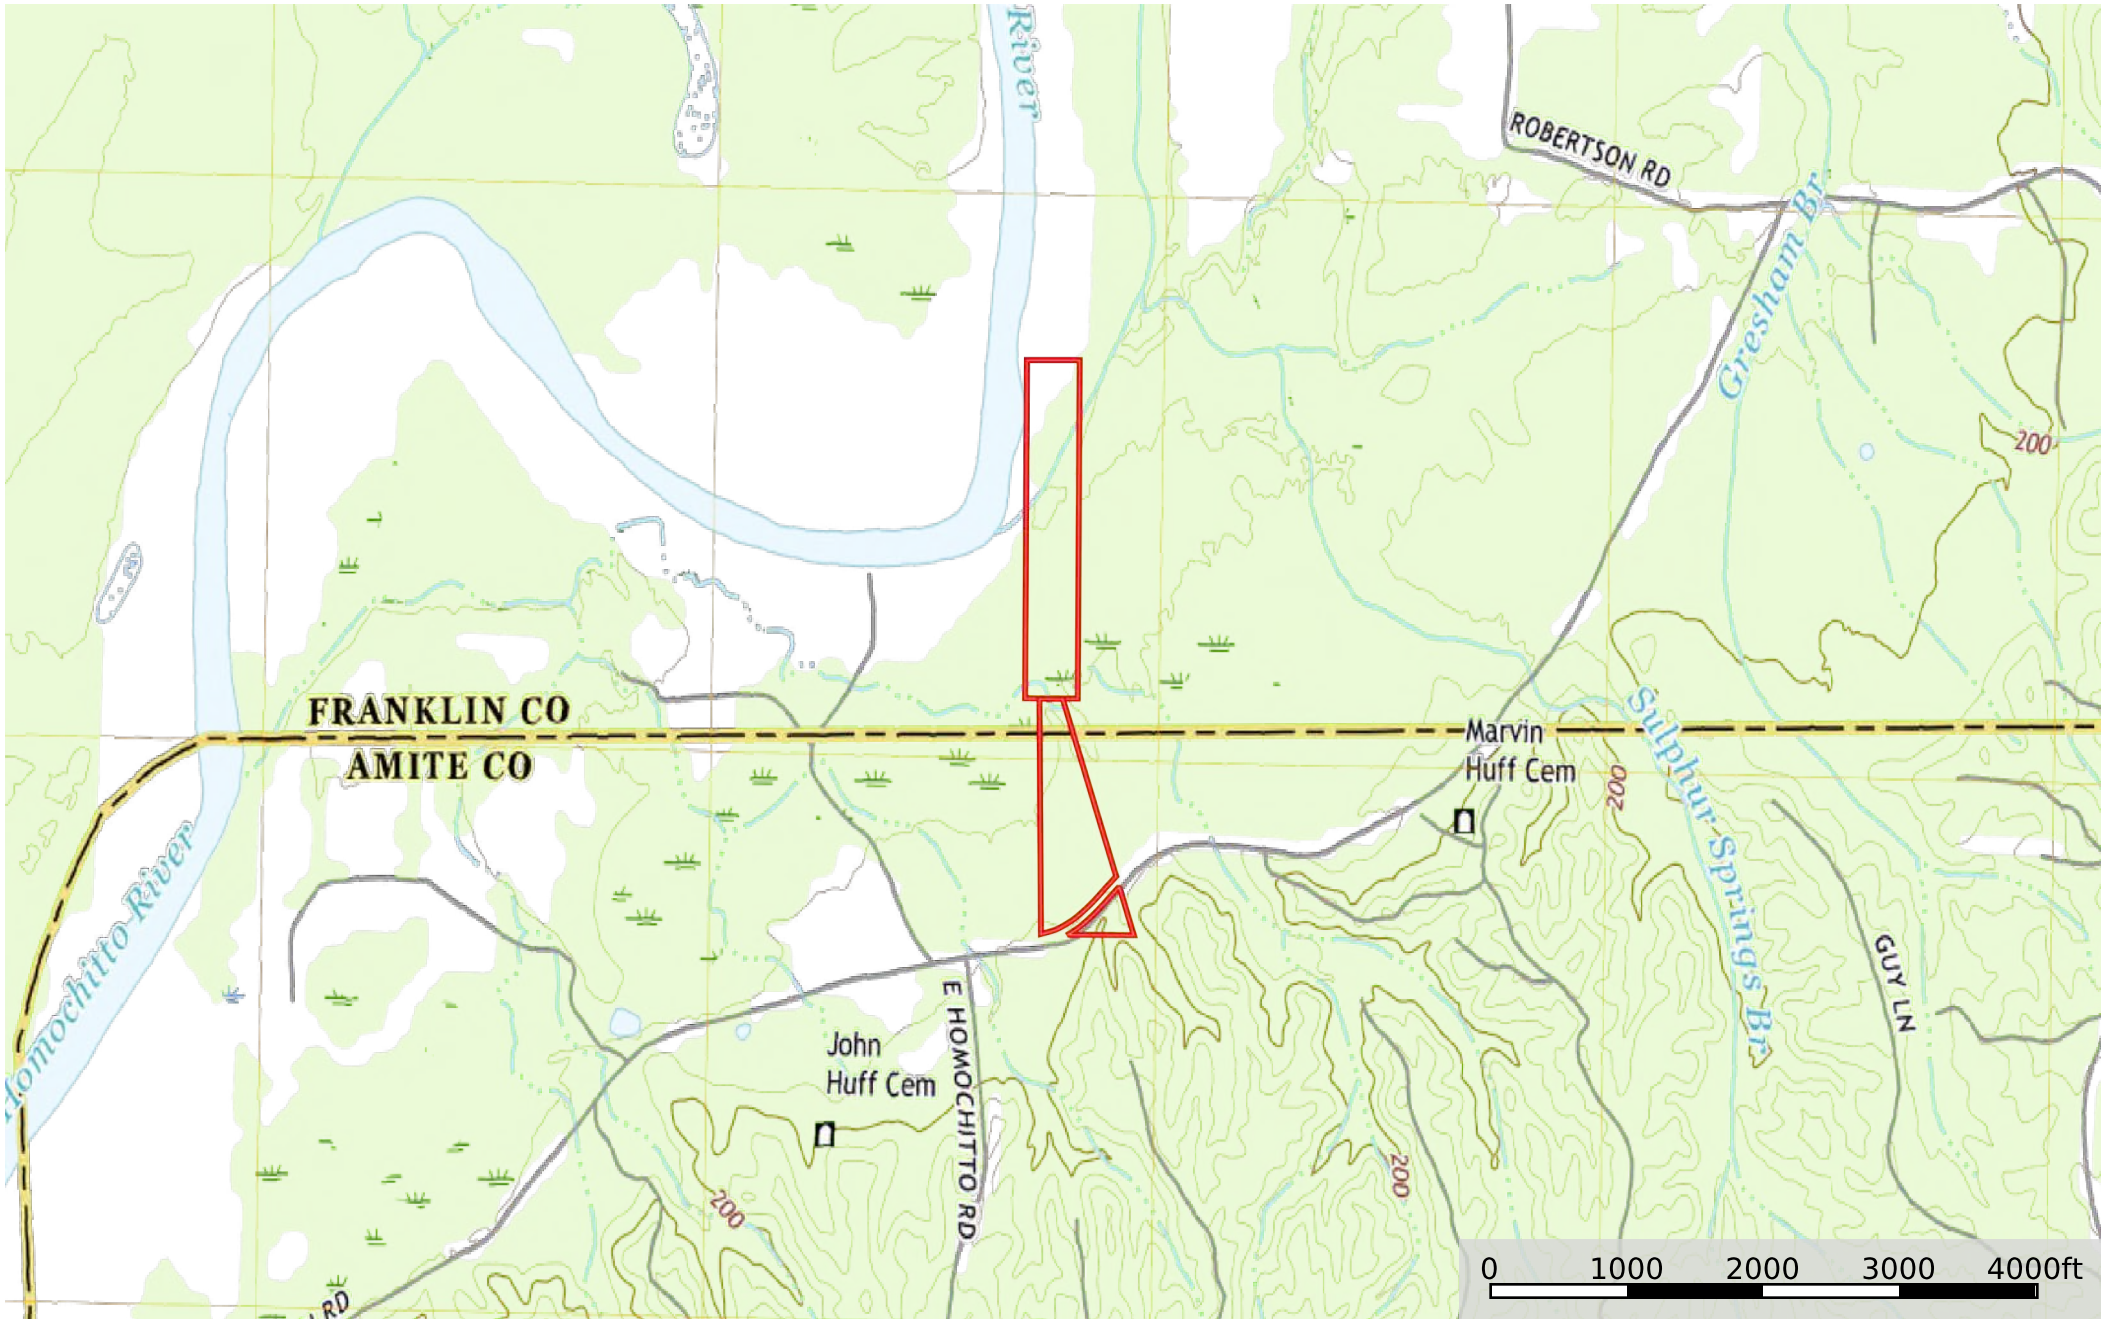 River
ROBERTSON RD
Gresham Br
200
FRANKLIN CO
AMITE CO
Marvin
Huff Cem
200
Sulphur Springs Br
Homochitto River
GUY LN
E HOMOCHITTO RD
John
Huff Cem
200
200
RD
0 1000 2000 3000 4000ft